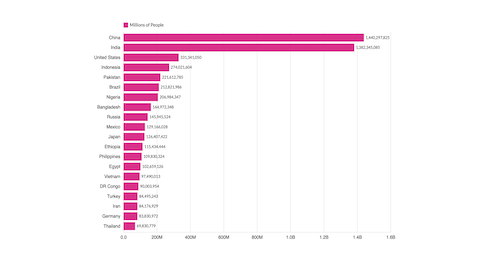 Millions of People
China 1,440,297,825
India 1,382,345,085
United States 331,341,050
Indonesia 274,021,604
Pakistan 221,612,785
Brazil 212,821,986
Nigeria 206,984,347
Bangladesh 164,972,348
Russia 145,945,524
Mexico 129,166,028
Japan 126,407,422
Ethiopia 115,434,444
Philippines 109,830,324
Egypt 102,659,126
Vietnam 97,490,013
DR Congo 90,003,954
Turkey 84,495,243
Iran 84,176,929
Germany 83,830,972
Thailand 69,830,779
0.0 200M 400M 600M 800M 1.0B 1.2B 1.4B 1.6B